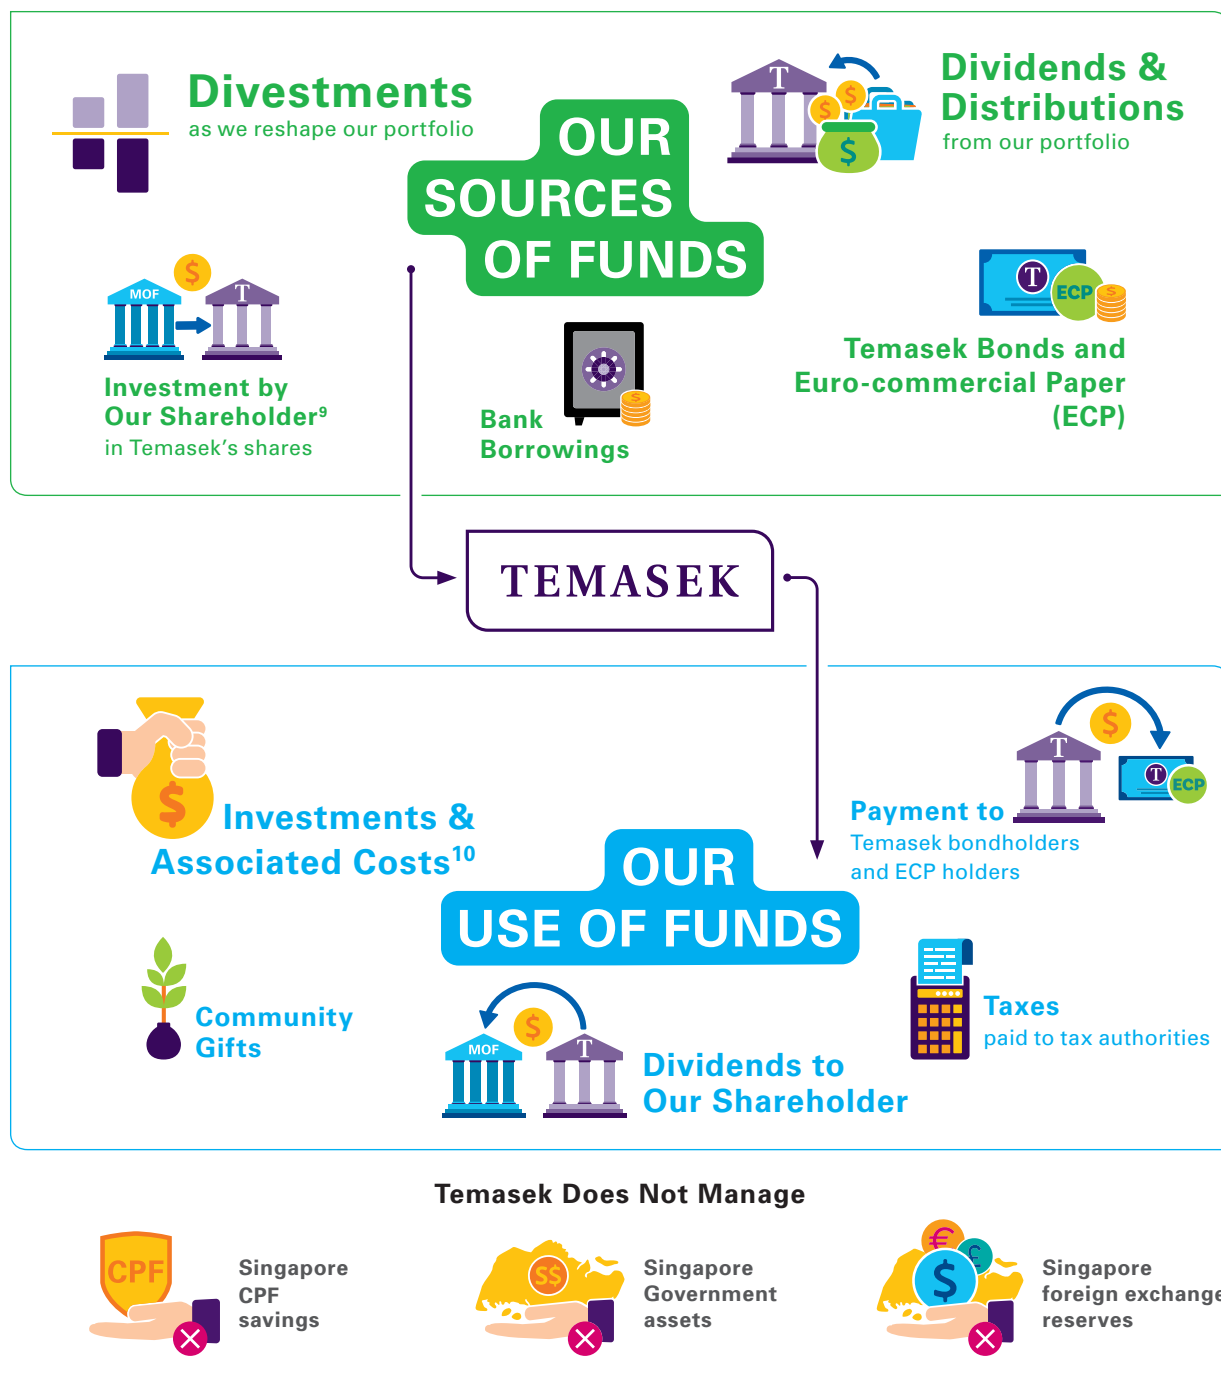 Divestments
as we reshape our portfolio
T
Dividends &
Distributions
from our portfolio
$
$
$
OUR
SOURCES
OF FUNDS
$
MOF
T
Investment by
Our Shareholder⁹
in Temasek's shares
Bank
Borrowings
$
T
ECP
$
Temasek Bonds and
Euro-commercial Paper
(ECP)
TEMASEK
$
Investments &
Associated Costs¹⁰
$
T
T
ECP
Payment to
Temasek bondholders
and ECP holders
OUR
USE OF FUNDS
Community
Gifts
$
MOF
T
Dividends to
Our Shareholder
Taxes
paid to tax authorities
Temasek Does Not Manage
CPF
Singapore
CPF
savings
S$
Singapore
Government
assets
€
£
$
Singapore
foreign exchange
reserves